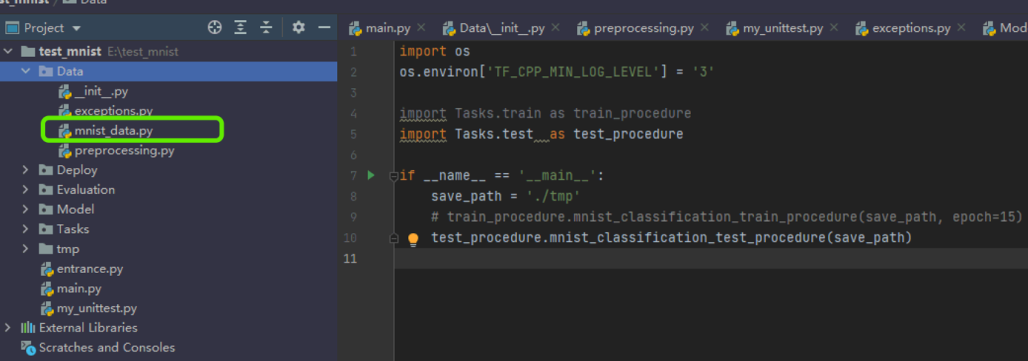 st_mnist Data
Project
main.py
Data\__init__.py
preprocessing.py
my_unittest.py
exceptions.py
Mod
test_mnist E:\test_mnist
Data
__init__.py
exceptions.py
mnist_data.py
preprocessing.py
Deploy
Evaluation
Model
Tasks
tmp
entrance.py
main.py
my_unittest.py
External Libraries
Scratches and Consoles
1 import os
2 os.environ['TF_CPP_MIN_LOG_LEVEL'] = '3'
3
4 import Tasks.train as train_procedure
5 import Tasks.test  as test_procedure
6
7 if __name__ == '__main__':
8 save_path = './tmp'
9 # train_procedure.mnist_classification_train_procedure(save_path, epoch=15)
10 test_procedure.mnist_classification_test_procedure(save_path)
11